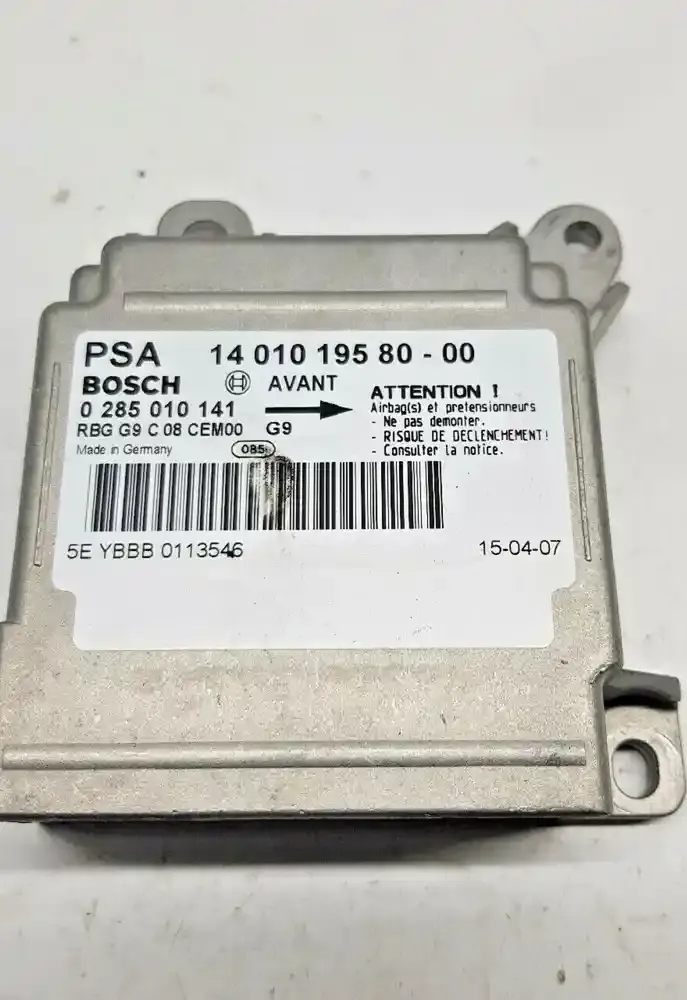 PSA 14 010 195 80 - 00
BOSCH AVANT
0 285 010 141
RBG G9 C 08 CEM00 G9
Made in Germany 085
ATTENTION !
Airbag(s) et pretensionneurs
- Ne pas demonter.
- RISQUE DE DECLENCHEMENT!
- Consulter la notice.
5E YBBB 0113546 15-04-07